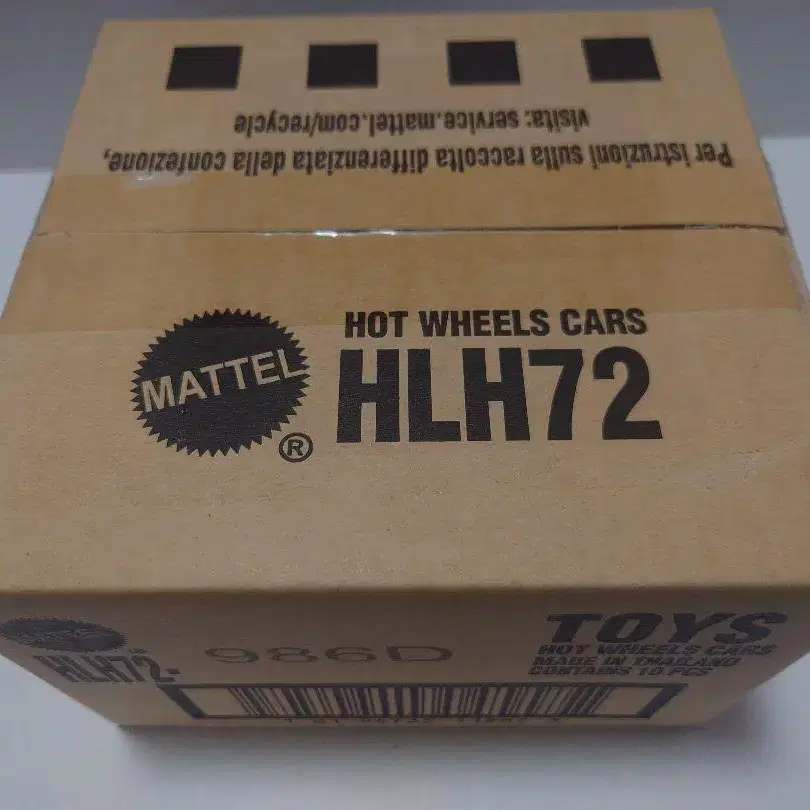 Per istruzioni sulla raccolta differenziata della confezione,
visita: service.mattel.com/recycle
MATTEL
®
HOT WHEELS CARS
HLH72
HLH72-
986D
TOYS
HOT WHEELS CARS
MADE IN THAILAND
CONTAINS 10 PCS